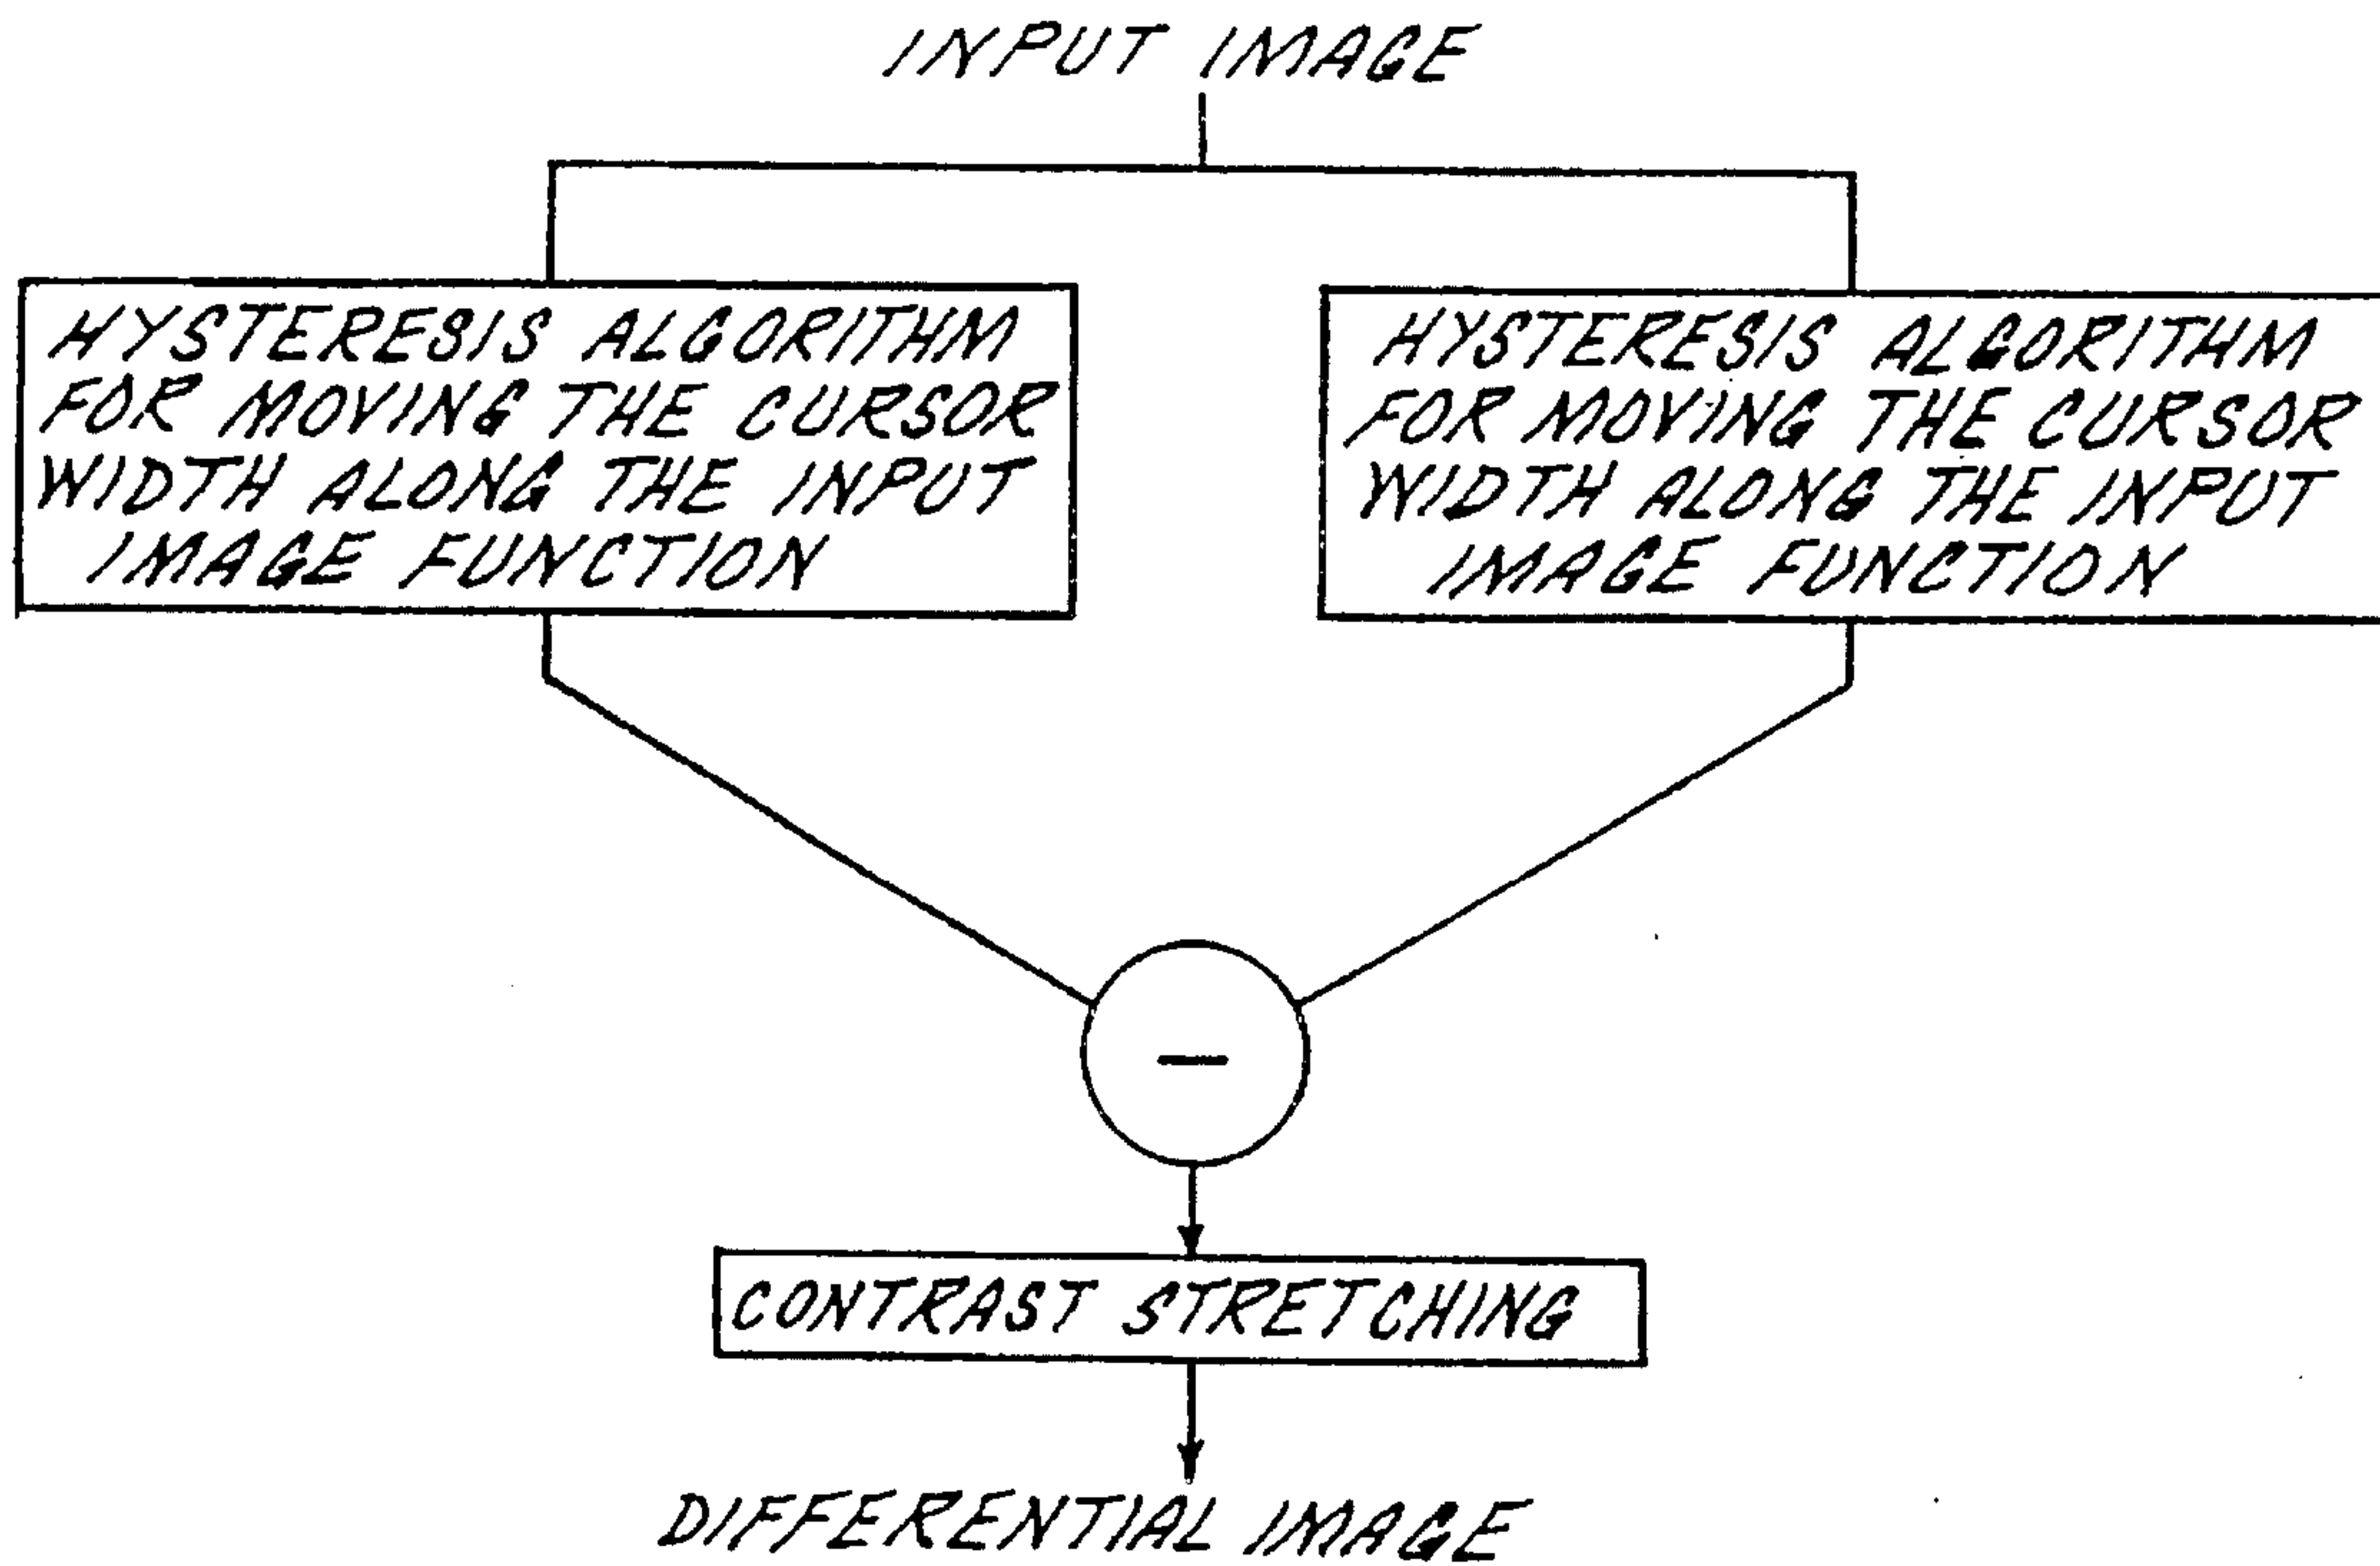 INPUT IMAGE
HYSTERESIS ALGORITHM
FOR MOVING THE CURSOR
WIDTH ALONG THE INPUT
IMAGE FUNCTION
HYSTERESIS ALGORITHM
FOR MOVING THE CURSOR
WIDTH ALONG THE INPUT
IMAGE FUNCTION
−
CONTRAST STRETCHING
DIFFERENTIAL IMAGE